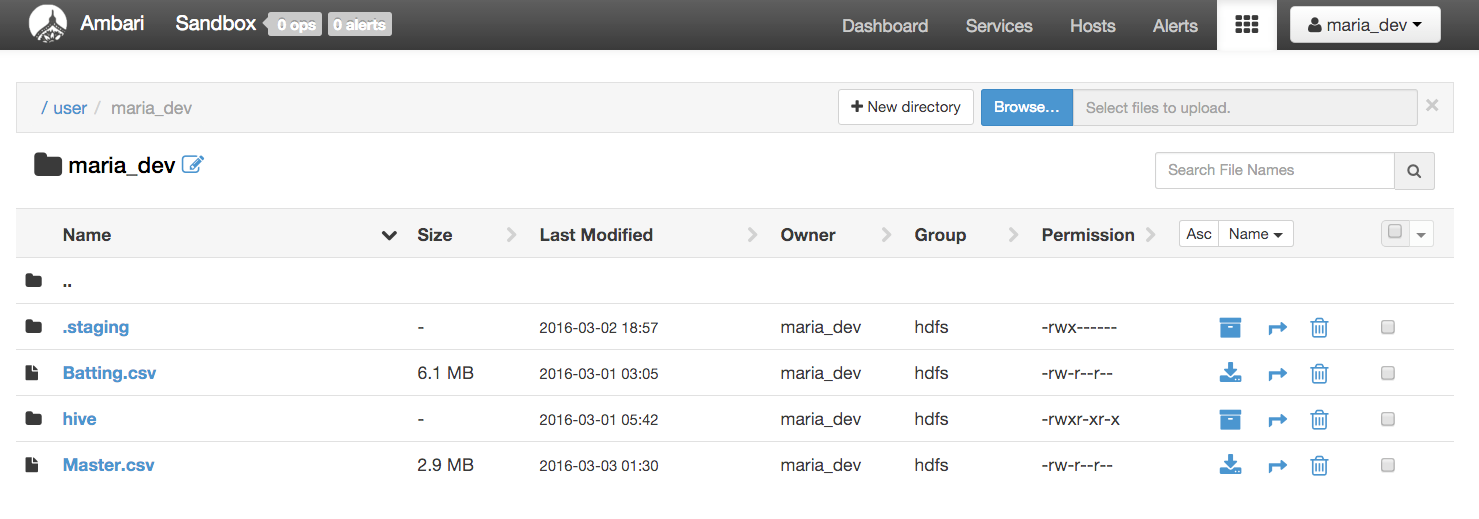 Ambari Sandbox 0 ops 0 alerts Dashboard Services Hosts Alerts maria_dev
/ user / maria_dev New directory Browse... Select files to upload.
maria_dev Search File Names
Name Size Last Modified Owner Group Permission Asc Name
..
.staging - 2016-03-02 18:57 maria_dev hdfs -rwx------
Batting.csv 6.1 MB 2016-03-01 03:05 maria_dev hdfs -rw-r--r--
hive - 2016-03-01 05:42 maria_dev hdfs -rwxr-xr-x
Master.csv 2.9 MB 2016-03-03 01:30 maria_dev hdfs -rw-r--r--